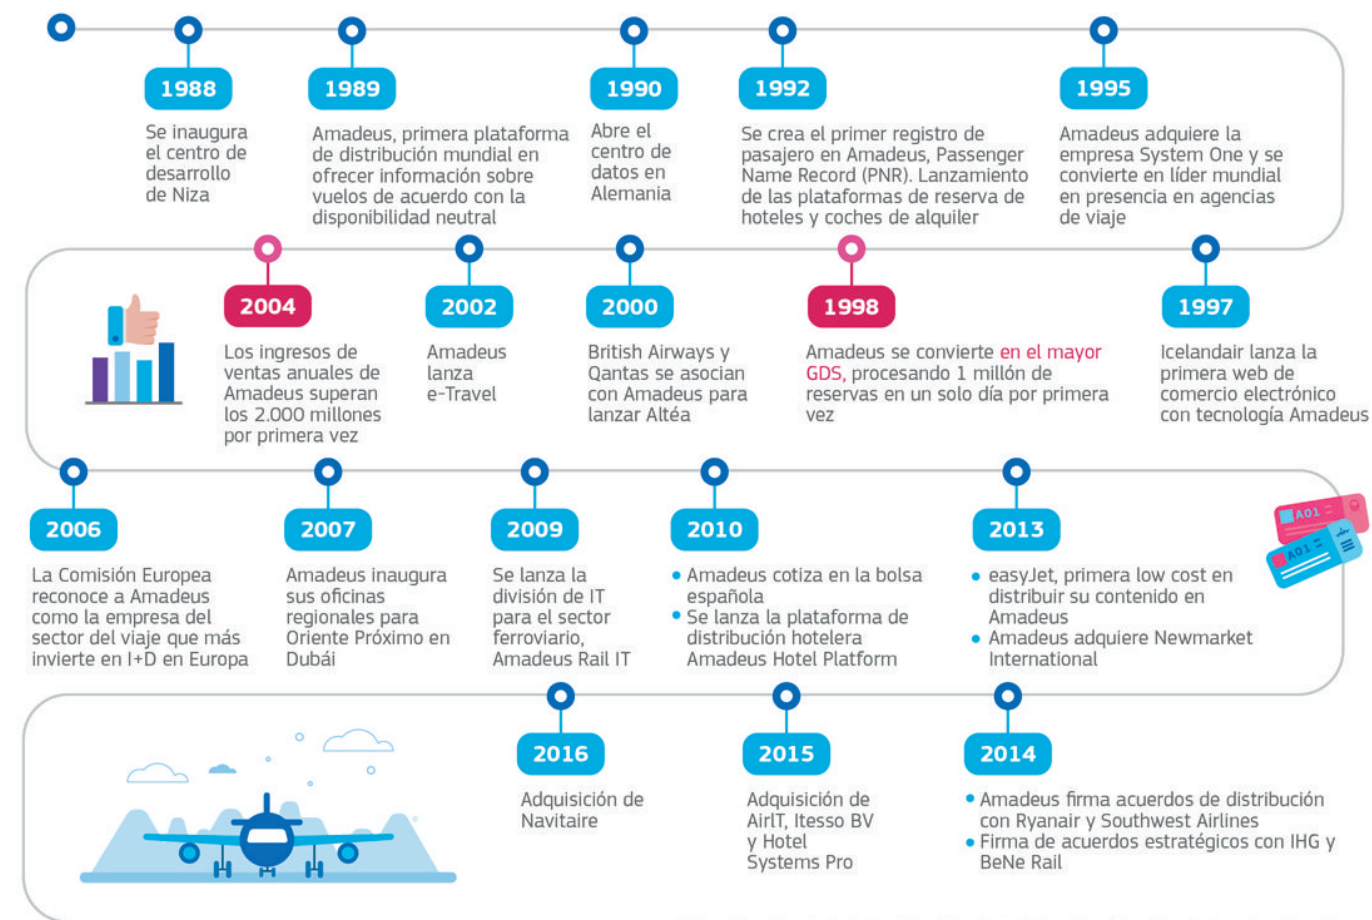 1988
Se inaugura
el centro de
desarrollo
de Niza
1989
Amadeus, primera plataforma
de distribución mundial en
ofrecer información sobre
vuelos de acuerdo con la
disponibilidad neutral
1990
Abre el
centro de
datos en
Alemania
1992
Se crea el primer registro de
pasajero en Amadeus, Passenger
Name Record (PNR). Lanzamiento
de las plataformas de reserva de
hoteles y coches de alquiler
1995
Amadeus adquiere la
empresa System One y se
convierte en líder mundial
en presencia en agencias
de viaje
1997
Icelandair lanza la
primera web de
comercio electrónico
con tecnología Amadeus
1998
Amadeus se convierte en el mayor
GDS, procesando 1 millón de
reservas en un solo día por primera
vez
2000
British Airways y
Qantas se asocian
con Amadeus para
lanzar Altéa
2002
Amadeus
lanza
e-Travel
2004
Los ingresos de
ventas anuales de
Amadeus superan
los 2.000 millones
por primera vez
2006
La Comisión Europea
reconoce a Amadeus
como la empresa del
sector del viaje que más
invierte en I+D en Europa
2007
Amadeus inaugura
sus oficinas
regionales para
Oriente Próximo en
Dubái
2009
Se lanza la
división de IT
para el sector
ferroviario,
Amadeus Rail IT
2010
• Amadeus cotiza en la bolsa
española
• Se lanza la plataforma de
distribución hotelera
Amadeus Hotel Platform
2013
• easyJet, primera low cost en
distribuir su contenido en
Amadeus
• Amadeus adquiere Newmarket
International
A01
A01
2014
• Amadeus firma acuerdos de distribución
con Ryanair y Southwest Airlines
• Firma de acuerdos estratégicos con IHG y
BeNe Rail
2015
Adquisición de
AirIT, Itesso BV
y Hotel
Systems Pro
2016
Adquisición de
Navitaire